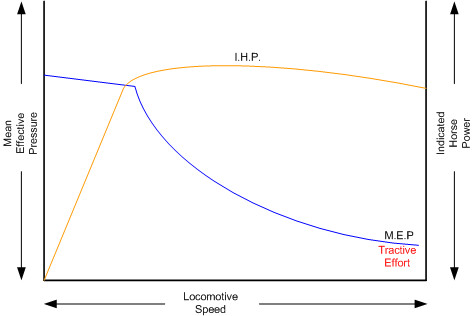 I.H.P.
Mean
Effective
Pressure
Indicated
Horse
Power
M.E.P
Tractive
Effort
Locomotive
Speed